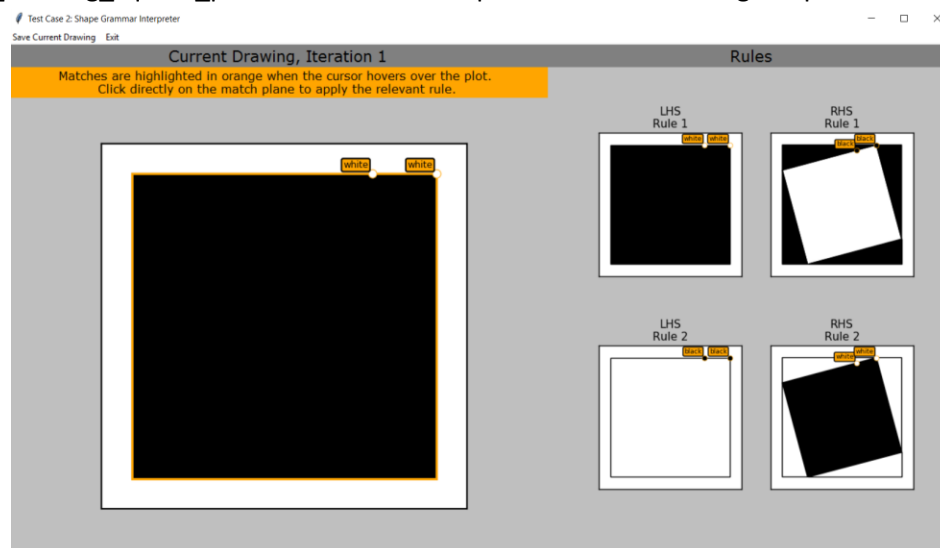 Test Case 2: Shape Grammar Interpreter
Save Current Drawing Exit
Current Drawing, Iteration 1
Rules
Matches are highlighted in orange when the cursor hovers over the plot.
Click directly on the match plane to apply the relevant rule.
white
white
LHS
Rule 1
white
white
RHS
Rule 1
black
black
LHS
Rule 2
black
black
RHS
Rule 2
white
white